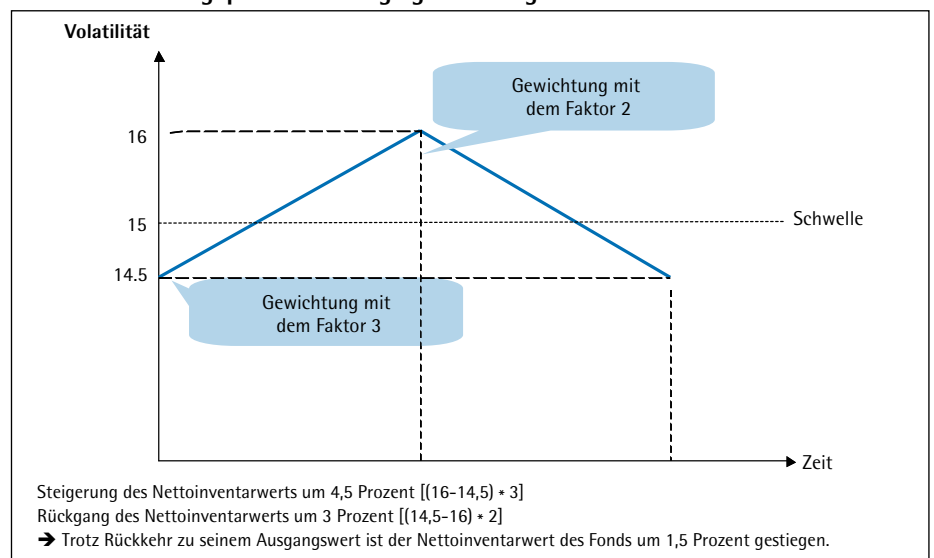 Volatilität
Gewichtung mit
dem Faktor 2
16
15
Schwelle
14.5
Gewichtung mit
dem Faktor 3
Zeit
Steigerung des Nettoinventarwerts um 4,5 Prozent [(16-14,5) * 3]
Rückgang des Nettoinventarwerts um 3 Prozent [(14,5-16) * 2]
➔ Trotz Rückkehr zu seinem Ausgangswert ist der Nettoinventarwert des Fonds um 1,5 Prozent gestiegen.